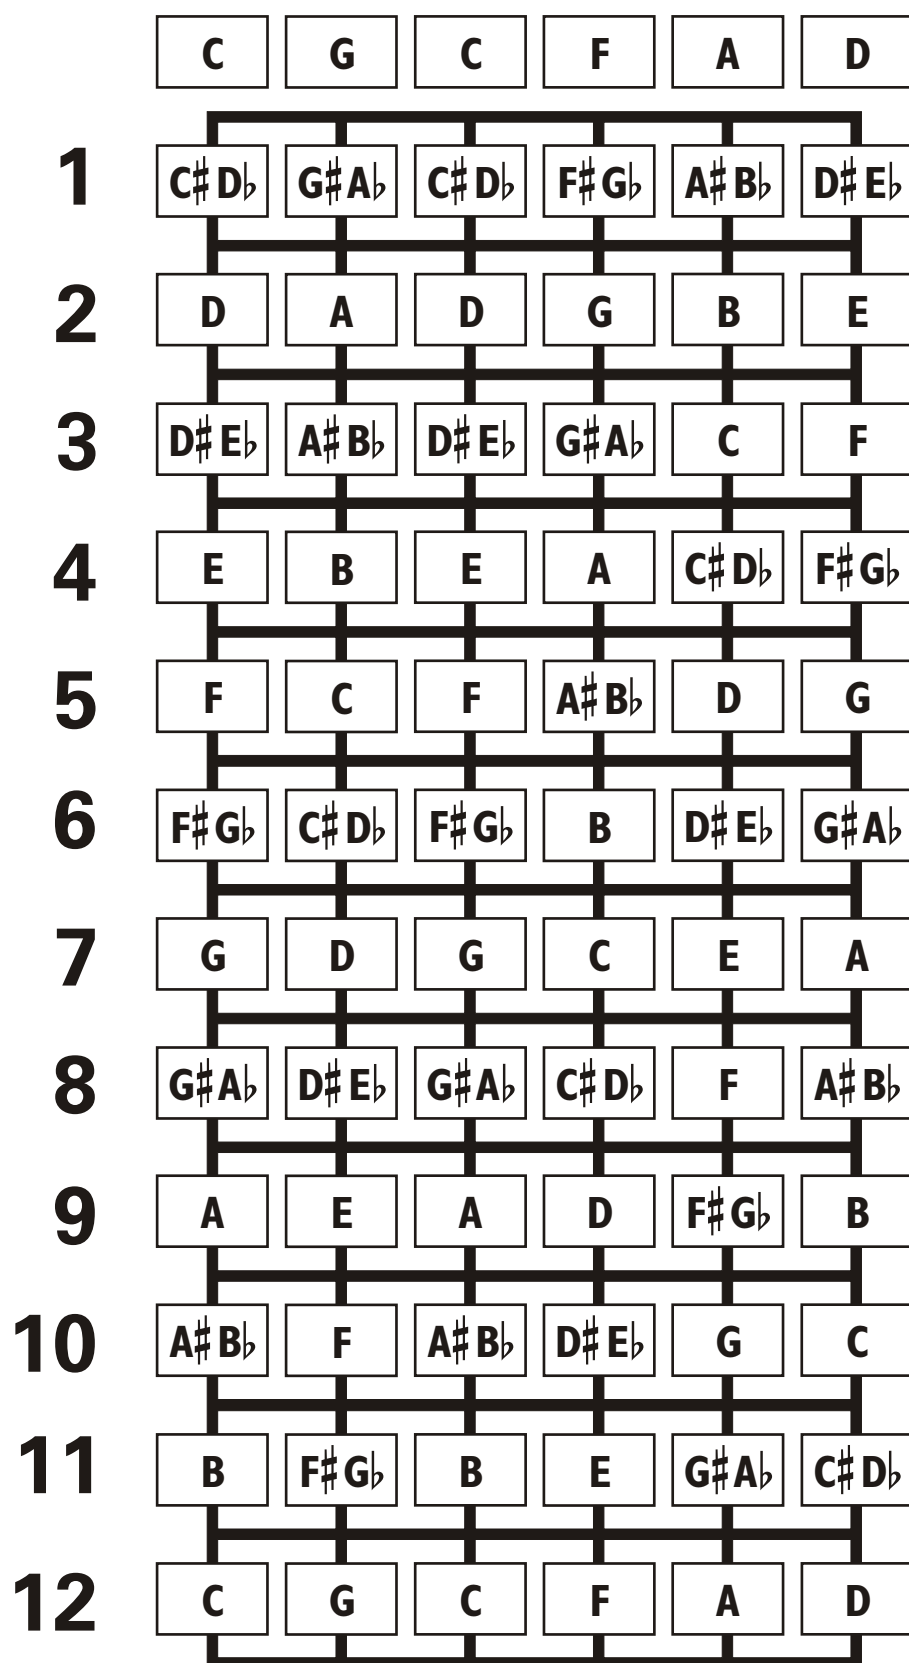 C G C F A D
1 C♯D♭ G♯A♭ C♯D♭ F♯G♭ A♯B♭ D♯E♭
2 D A D G B E
3 D♯E♭ A♯B♭ D♯E♭ G♯A♭ C F
4 E B E A C♯D♭ F♯G♭
5 F C F A♯B♭ D G
6 F♯G♭ C♯D♭ F♯G♭ B D♯E♭ G♯A♭
7 G D G C E A
8 G♯A♭ D♯E♭ G♯A♭ C♯D♭ F A♯B♭
9 A E A D F♯G♭ B
10 A♯B♭ F A♯B♭ D♯E♭ G C
11 B F♯G♭ B E G♯A♭ C♯D♭
12 C G C F A D